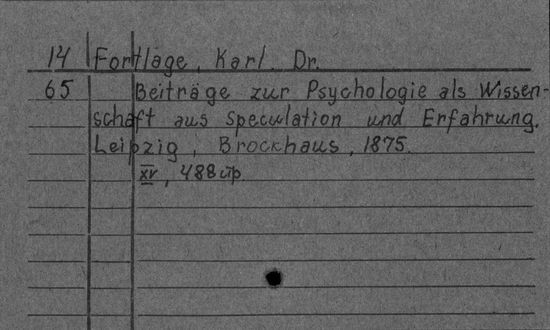 14 Fortlage, Karl. Dr.
65 Beiträge zur Psychologie als Wissen-
schaft aus Speculation und Erfahrung.
Leipzig, Brockhaus, 1875.
XV, 488 p